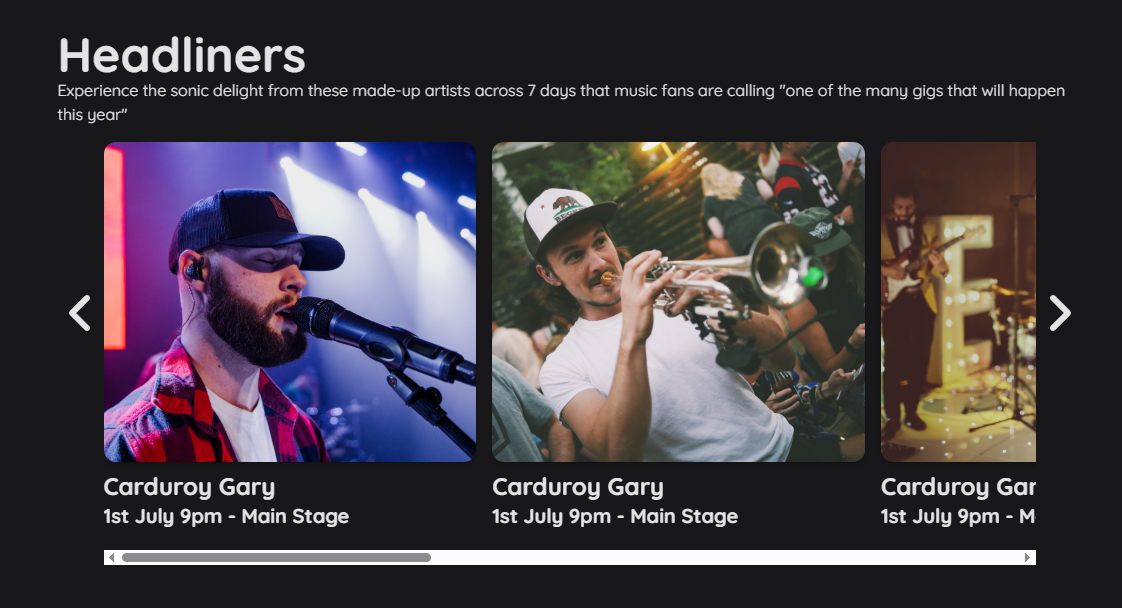 Headliners
Experience the sonic delight from these made-up artists across 7 days that music fans are calling "one of the many gigs that will happen
this year"
Carduroy Gary
1st July 9pm - Main Stage
Carduroy Gary
1st July 9pm - Main Stage
Carduroy Gar
1st July 9pm - M